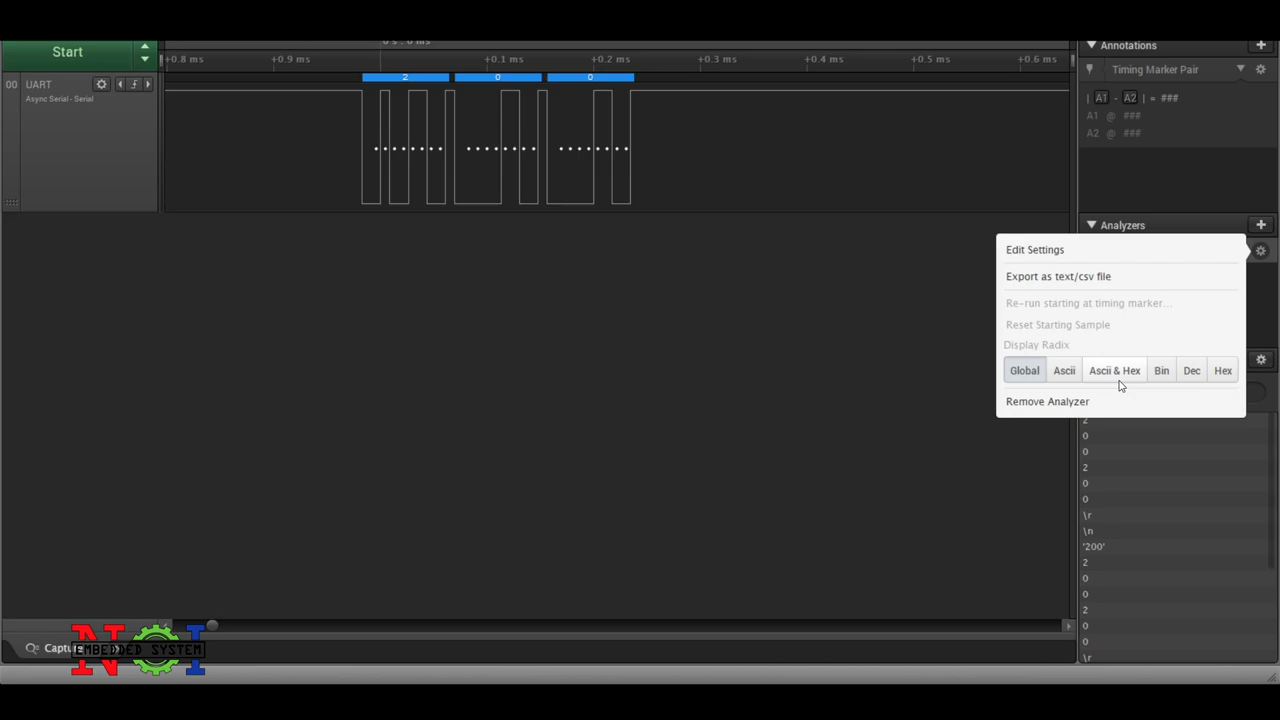 Start
+0.8 ms +0.9 ms +0.1 ms +0.2 ms +0.3 ms +0.4 ms +0.5 ms +0.6 ms
2 0 0
00 UART
Async Serial - Serial
Annotations
Timing Marker Pair
| A1 - A2 | = ###
A1 @ ###
A2 @ ###
Analyzers
Edit Settings
Export as text/csv file
Re-run starting at timing marker...
Reset Starting Sample
Display Radix
Global Ascii Ascii & Hex Bin Dec Hex
Remove Analyzer
2
0
0
2
0
0
\r
\n
'200'
2
0
0
2
0
0
\r
NOI
EMBEDDED SYSTEM